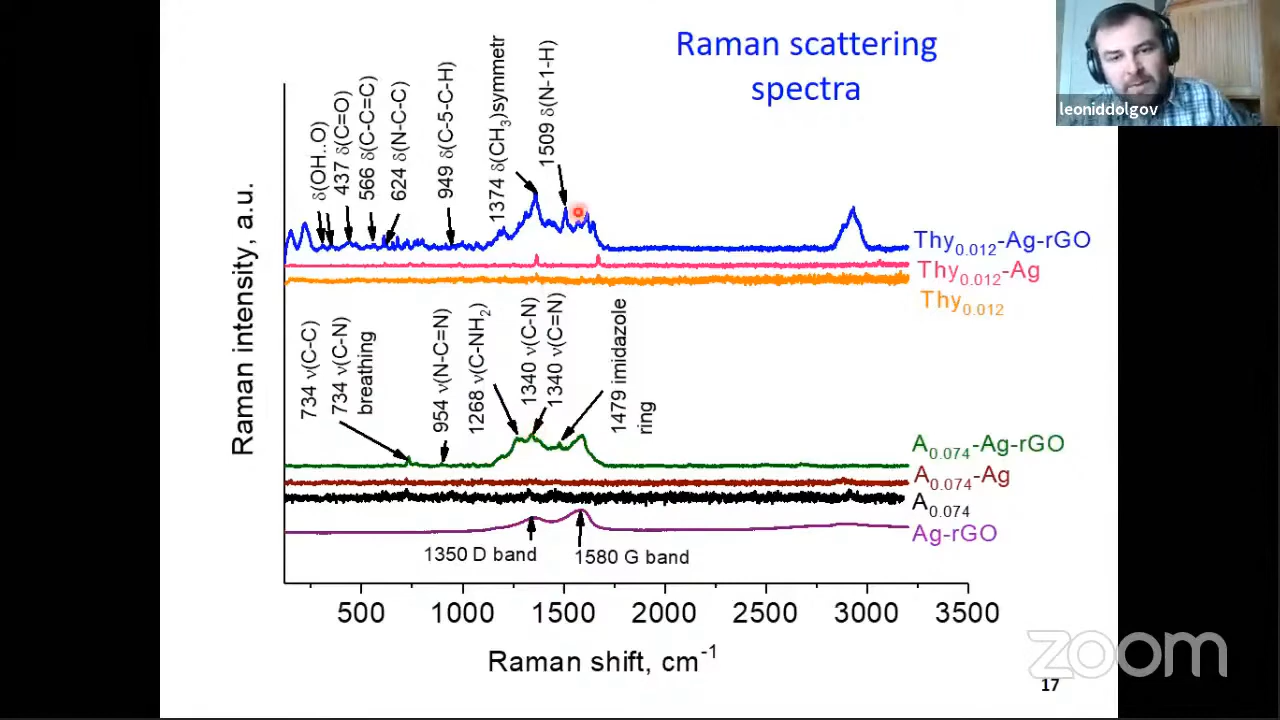 Raman scattering
spectra
leoniddolgov
Raman intensity, a.u.
δ(OH..O)
437 δ(C=O)
566 δ(C-C=C)
624 δ(N-C-C)
949 δ(C-5-C-H)
1374 δ(CH3)symmetr
1509 δ(N-1-H)
Thy0.012-Ag-rGO
Thy0.012-Ag
Thy0.012
734 ν(C-C)
734 ν(C-N)
breathing
954 ν(N-C=N)
1268 ν(C-NH2)
1340 ν(C-N)
1340 ν(C=N)
1479 imidazole
ring
A0.074-Ag-rGO
A0.074-Ag
A0.074
Ag-rGO
1350 D band
1580 G band
500 1000 1500 2000 2500 3000 3500
Raman shift, cm-1
zoom
17